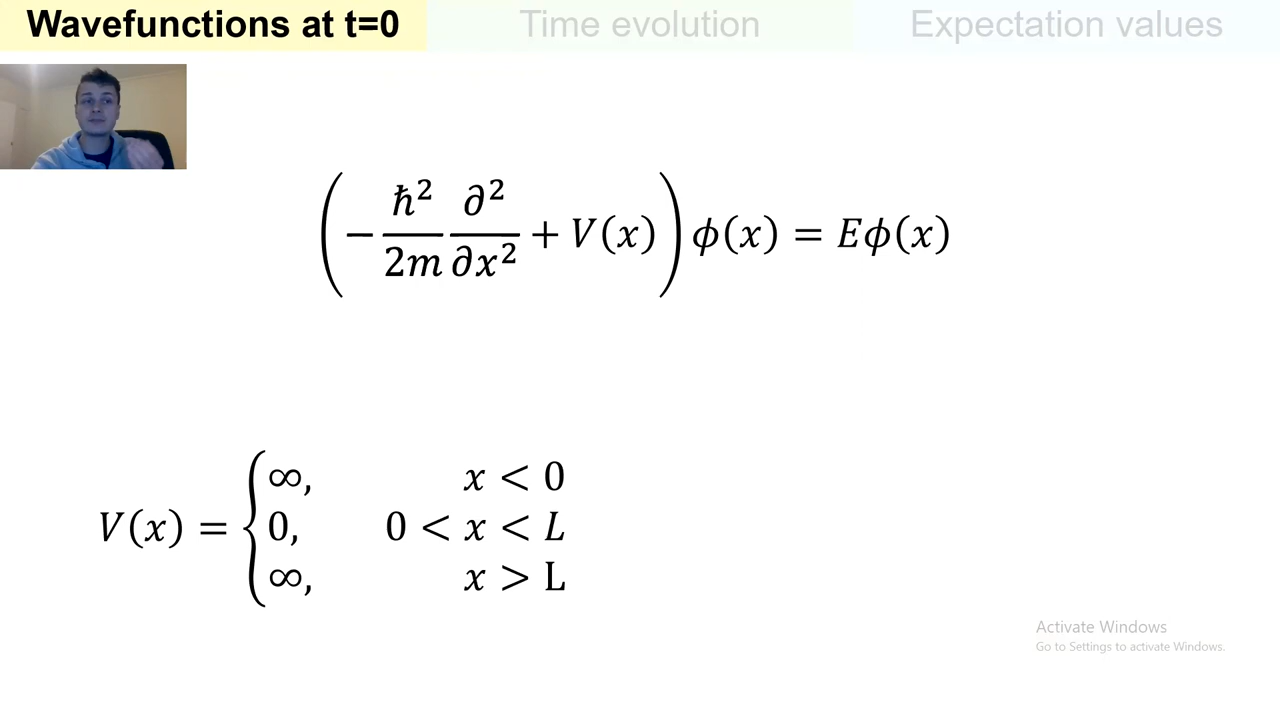 Wavefunctions at t=0 Time evolution Expectation values
(−ħ²/2m ∂²/∂x² + V(x)) ϕ(x) = Eϕ(x)
V(x) = { ∞, x < 0
0, 0 < x < L
∞, x > L
Activate Windows
Go to Settings to activate Windows.